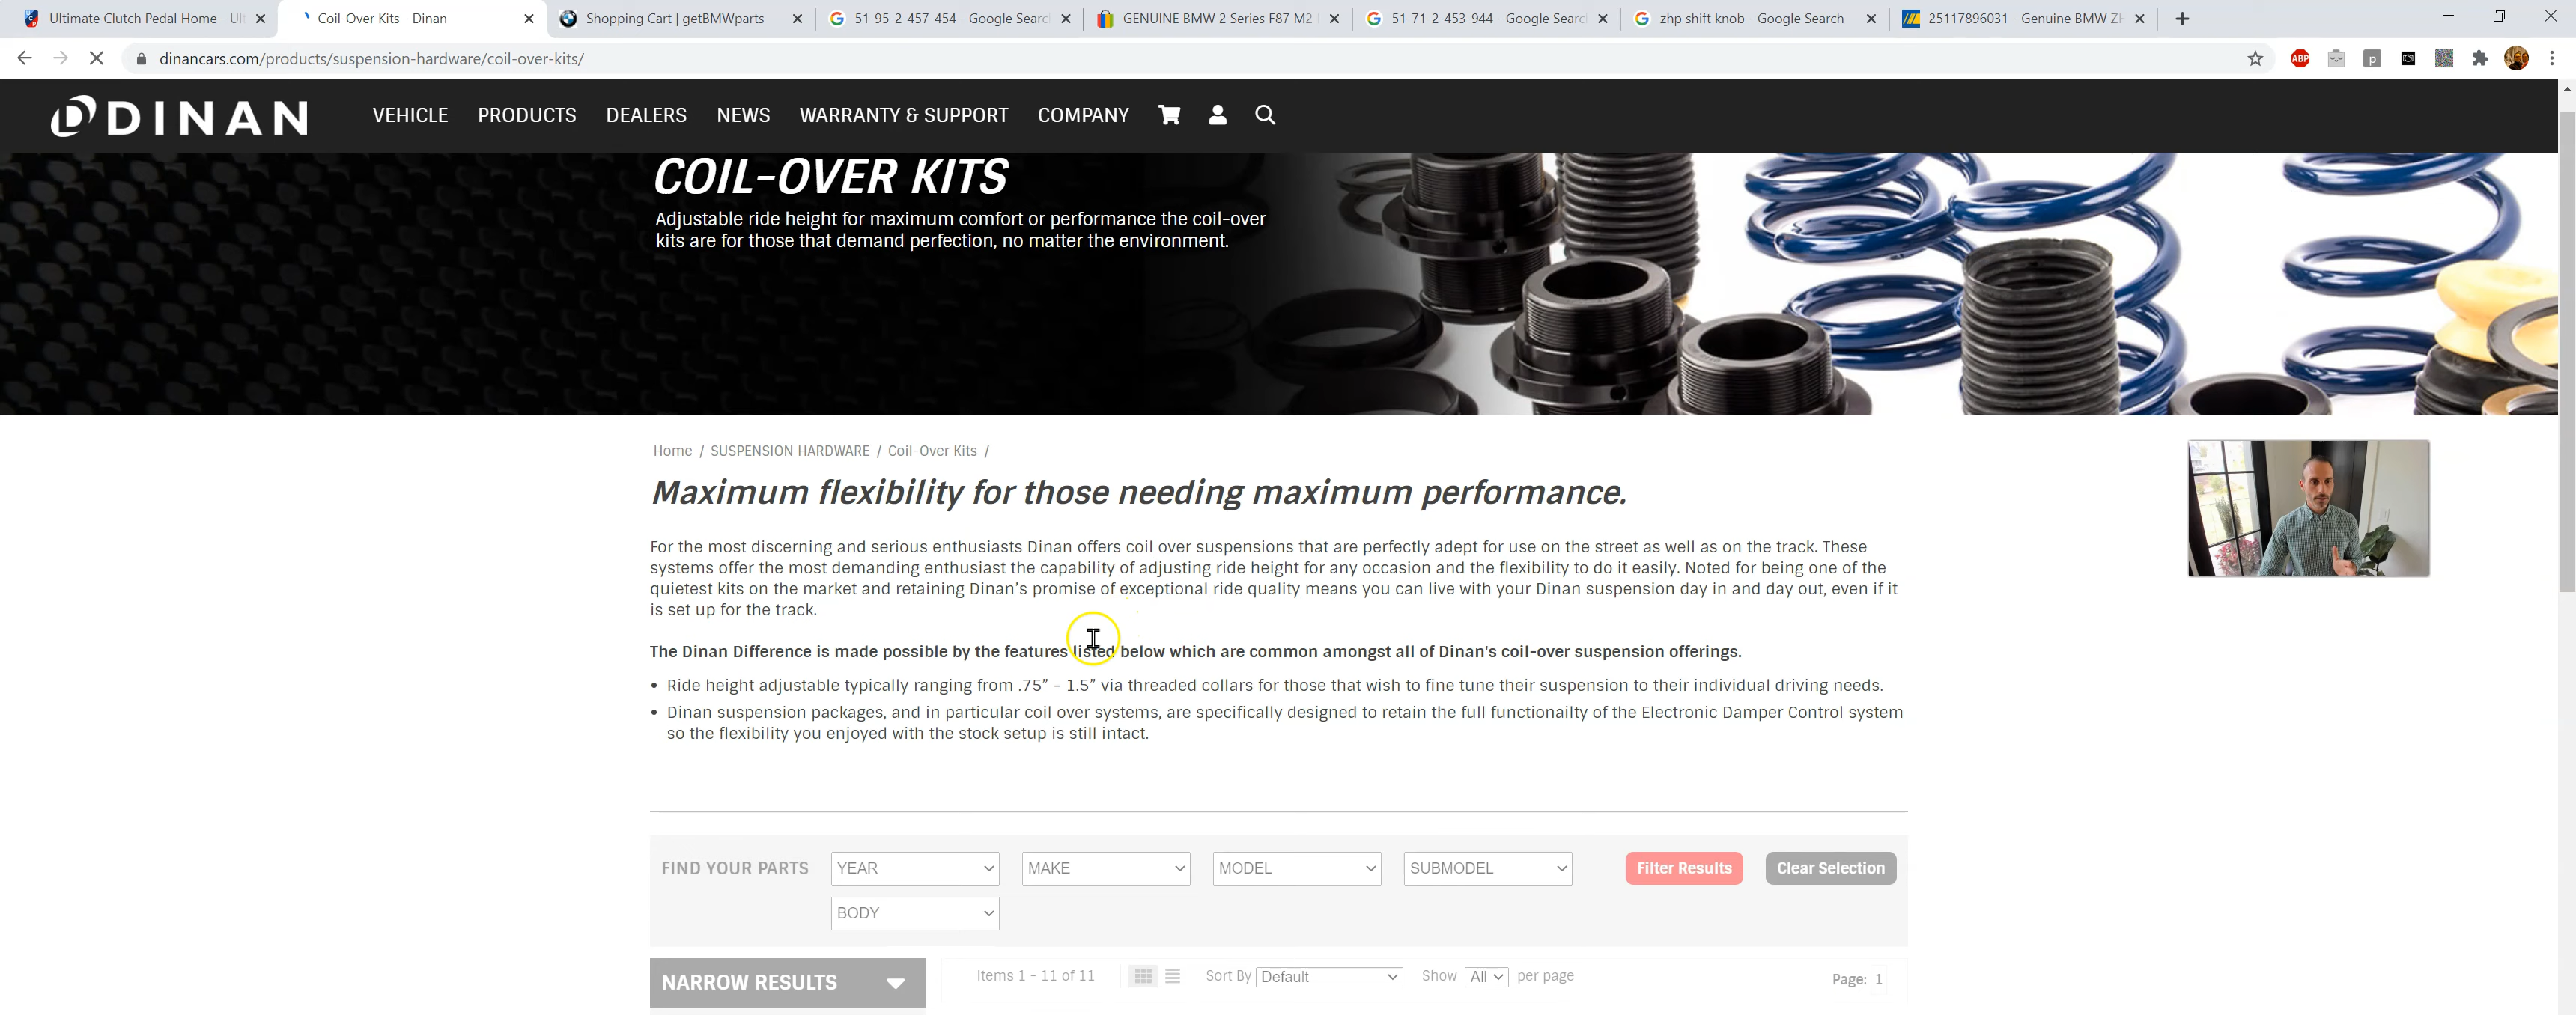 Ultimate Clutch Pedal Home - Ul
Coil-Over Kits - Dinan
Shopping Cart | getBMWparts
51-95-2-457-454 - Google Searc
GENUINE BMW 2 Series F87 M2
51-71-2-453-944 - Google Searc
zhp shift knob - Google Search
25117896031 - Genuine BMW ZH
dinancars.com/products/suspension-hardware/coil-over-kits/
ABP
p
DINAN
VEHICLE
PRODUCTS
DEALERS
NEWS
WARRANTY & SUPPORT
COMPANY
COIL-OVER KITS
Adjustable ride height for maximum comfort or performance the coil-over
kits are for those that demand perfection, no matter the environment.
Home / SUSPENSION HARDWARE / Coil-Over Kits /
Maximum flexibility for those needing maximum performance.
For the most discerning and serious enthusiasts Dinan offers coil over suspensions that are perfectly adept for use on the street as well as on the track. These
systems offer the most demanding enthusiast the capability of adjusting ride height for any occasion and the flexibility to do it easily. Noted for being one of the
quietest kits on the market and retaining Dinan's promise of exceptional ride quality means you can live with your Dinan suspension day in and day out, even if it
is set up for the track.
The Dinan Difference is made possible by the features listed below which are common amongst all of Dinan's coil-over suspension offerings.
• Ride height adjustable typically ranging from .75" - 1.5" via threaded collars for those that wish to fine tune their suspension to their individual driving needs.
• Dinan suspension packages, and in particular coil over systems, are specifically designed to retain the full functionailty of the Electronic Damper Control system
so the flexibility you enjoyed with the stock setup is still intact.
FIND YOUR PARTS
YEAR
MAKE
MODEL
SUBMODEL
Filter Results
Clear Selection
BODY
NARROW RESULTS
Items 1 - 11 of 11
Sort By Default
Show All per page
Page: 1